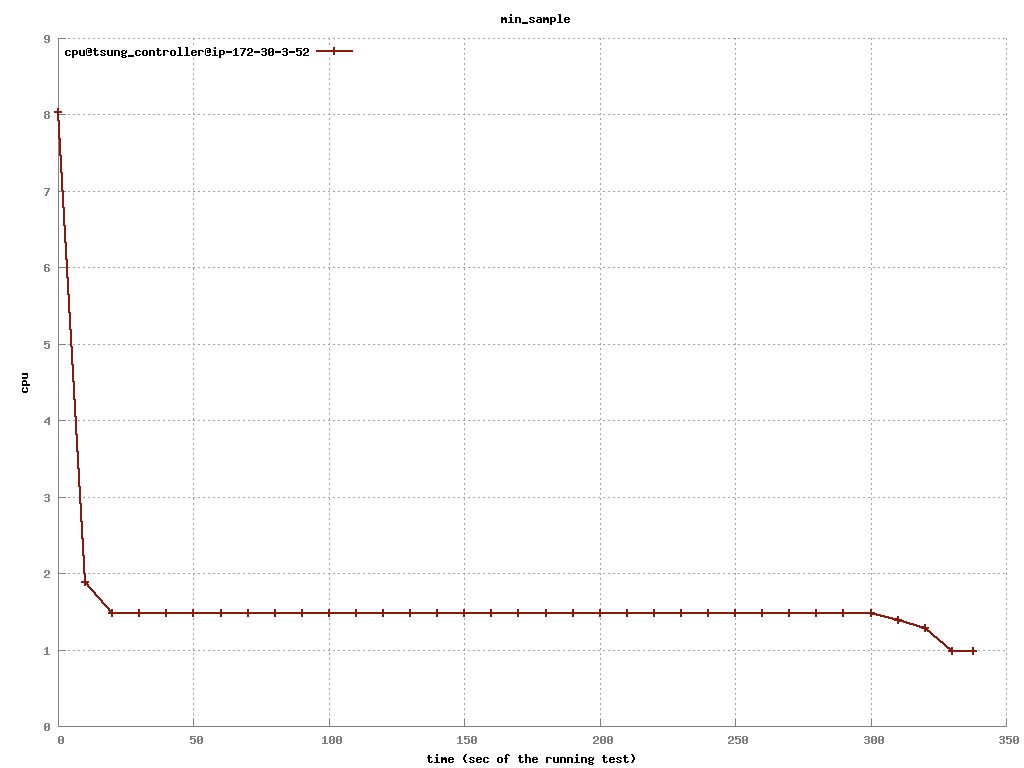 min_sample
cpu@tsung_controller@ip-172-30-3-52
9
8
7
6
5
4
3
2
1
0
cpu
0 50 100 150 200 250 300 350
time (sec of the running test)